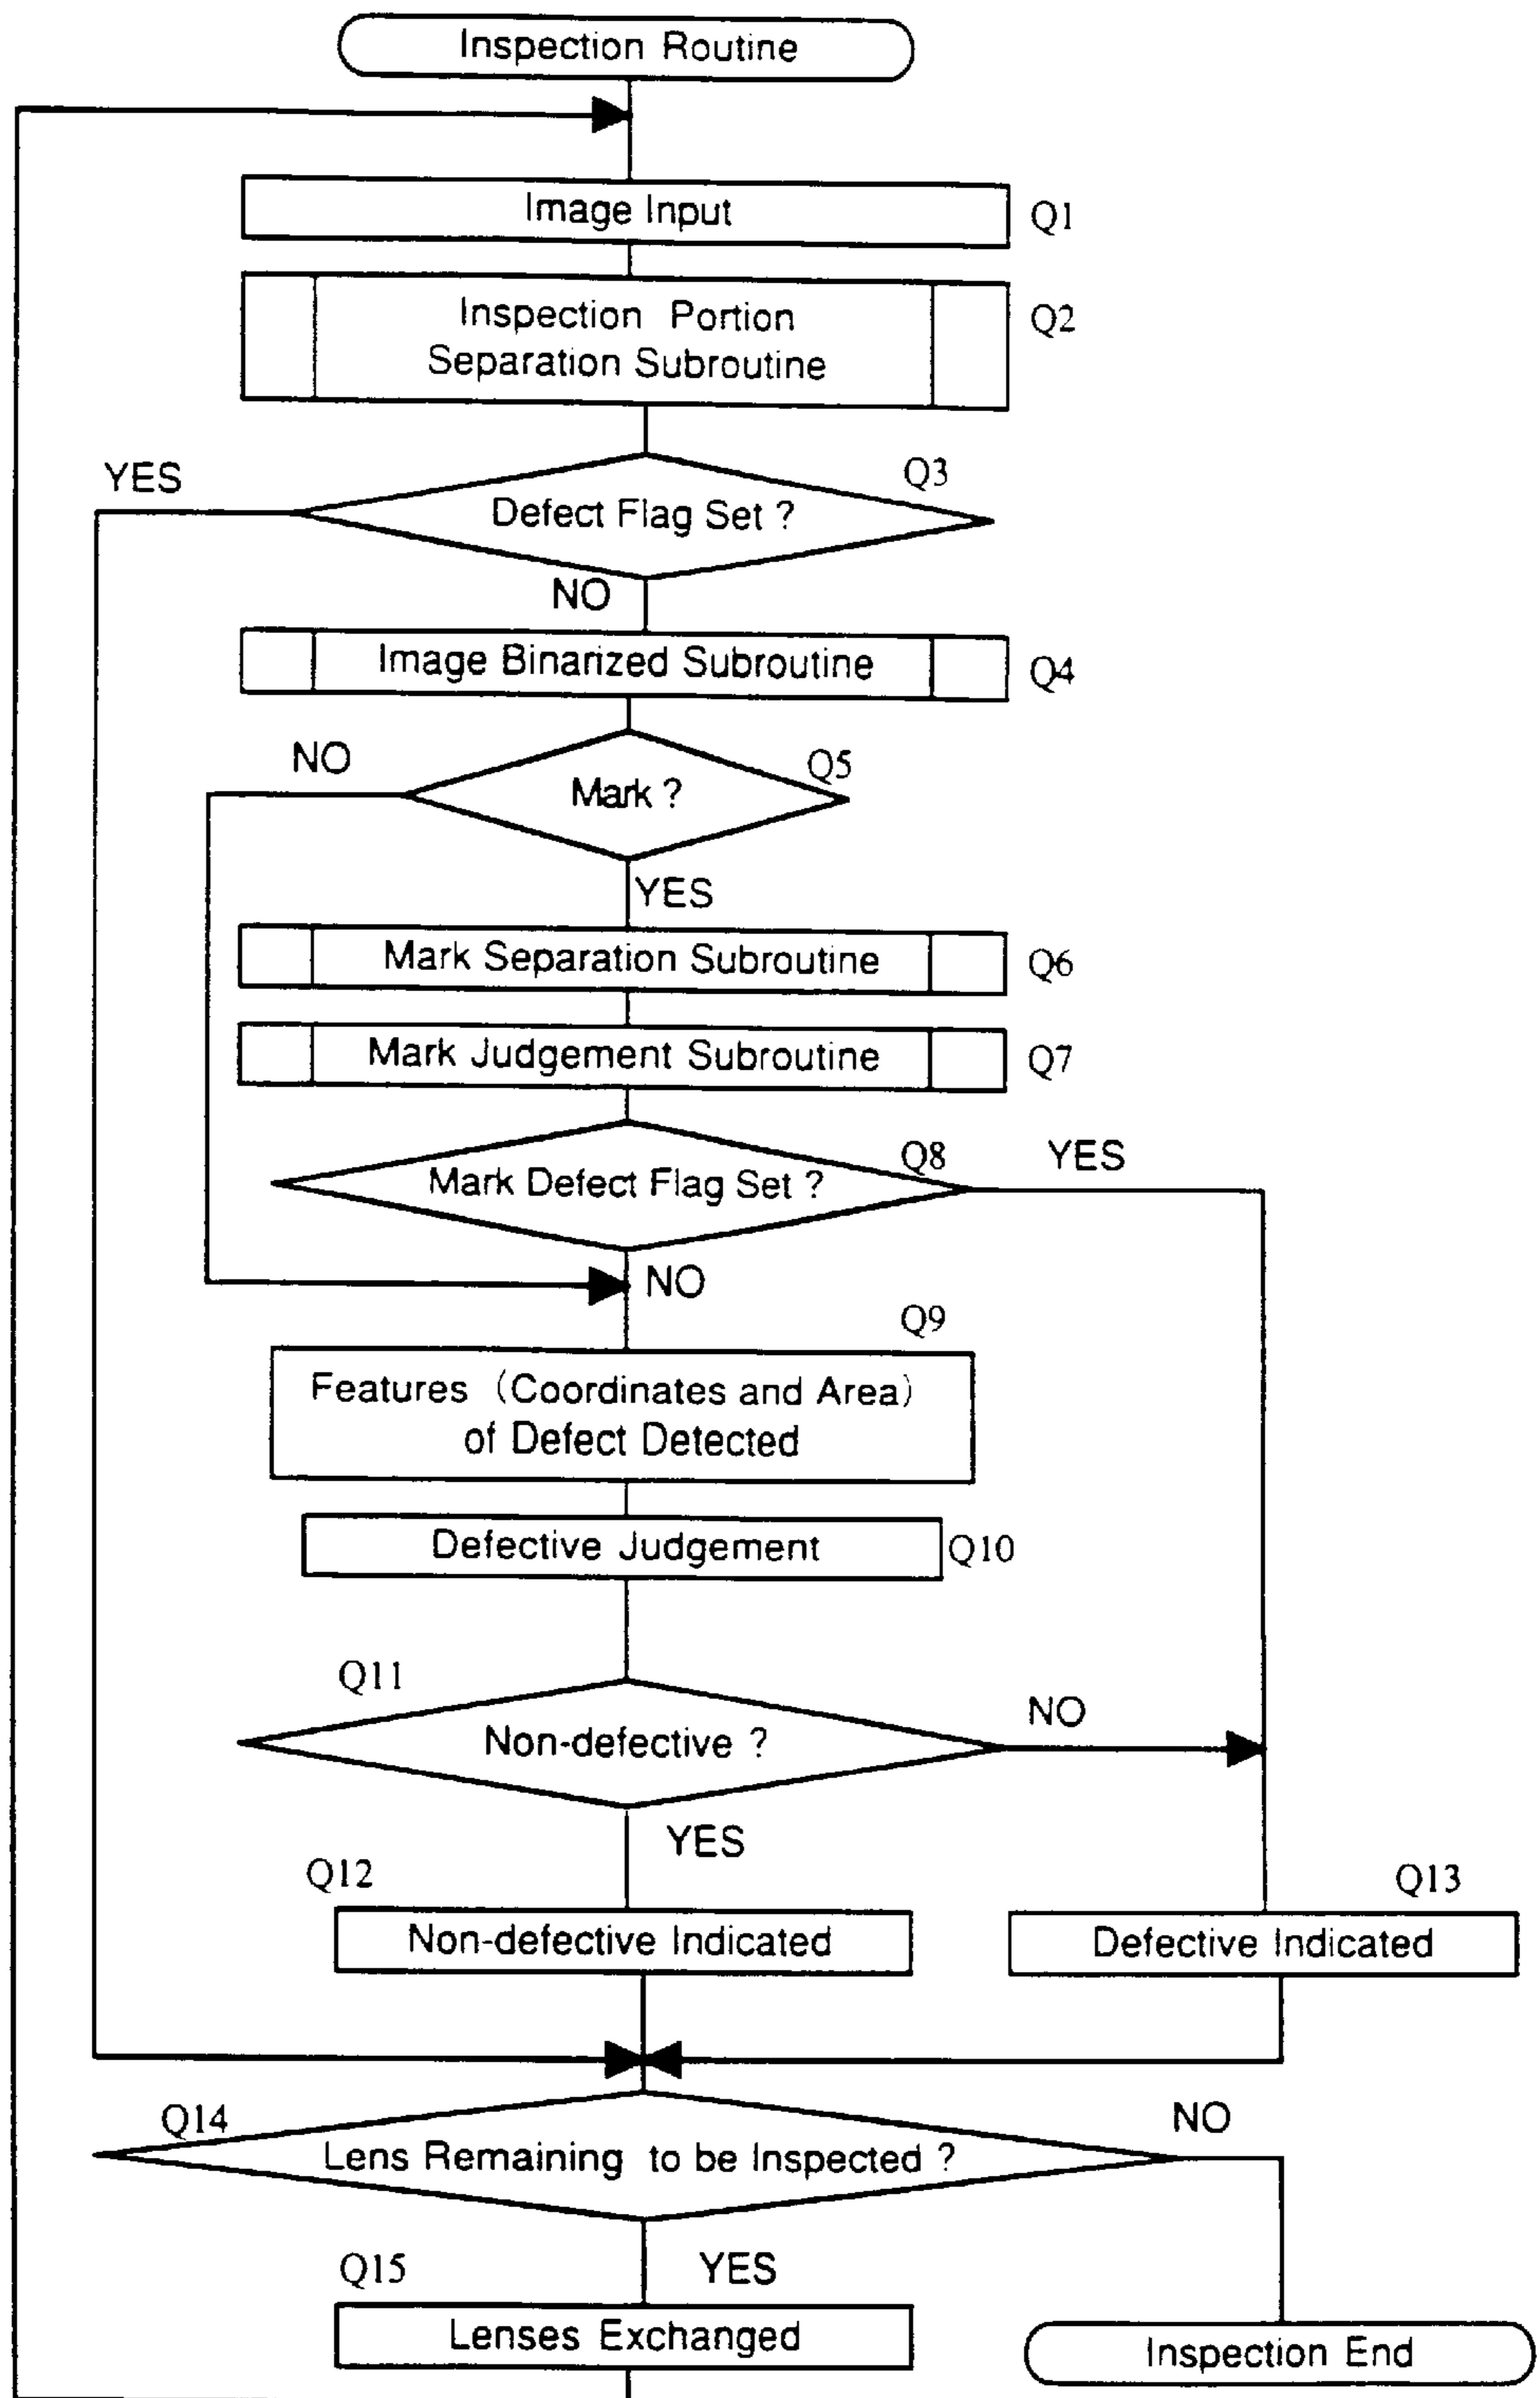 Inspection Routine
Image Input
Q1
Inspection Portion
Separation Subroutine
Q2
YES
Q3
Defect Flag Set ?
NO
Image Binarized Subroutine
Q4
NO
Q5
Mark ?
YES
Mark Separation Subroutine
Q6
Mark Judgement Subroutine
Q7
Q8
YES
Mark Defect Flag Set ?
NO
Q9
Features (Coordinates and Area)
of Defect Detected
Defective Judgement
Q10
Q11
NO
Non-defective ?
YES
Q12
Q13
Non-defective Indicated
Defective Indicated
Q14
NO
Lens Remaining to be Inspected ?
Q15
YES
Lenses Exchanged
Inspection End